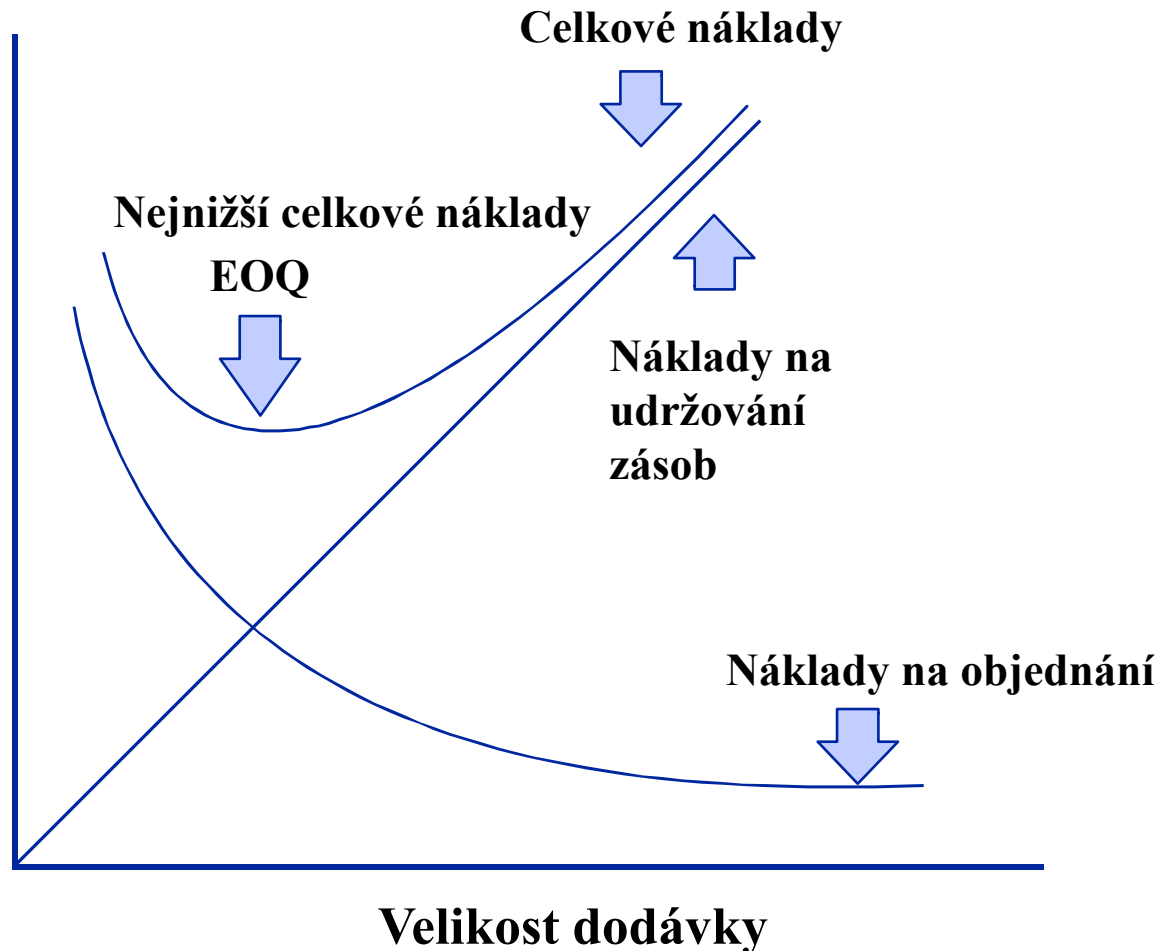 Celkové náklady
Nejnižší celkové náklady
EOQ
Náklady na
udržování
zásob
Náklady na objednání
Velikost dodávky